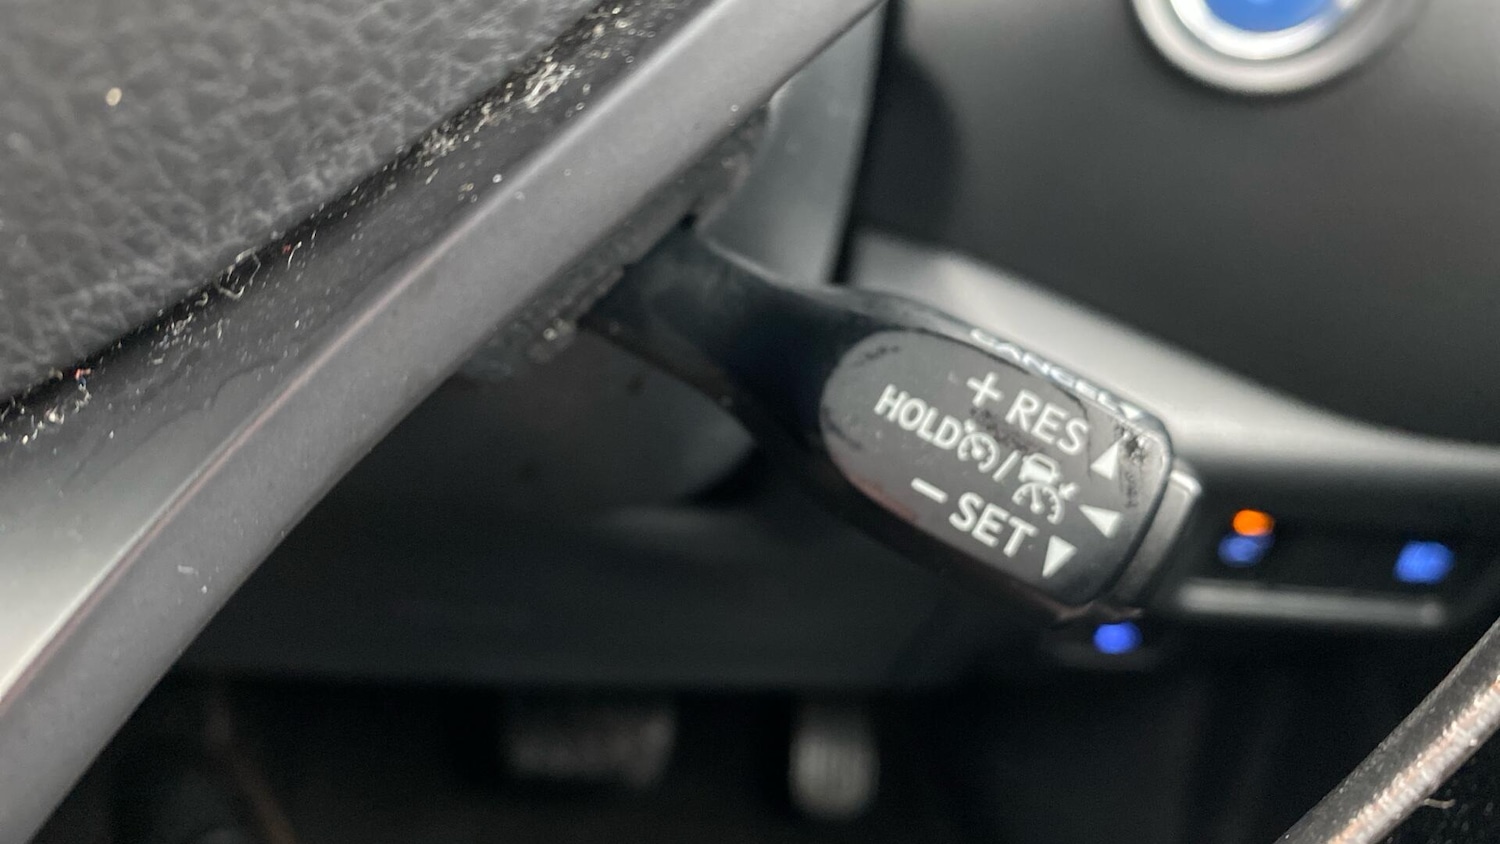 CANCEL
+ RES ▲
HOLD / ◀
− SET ▼